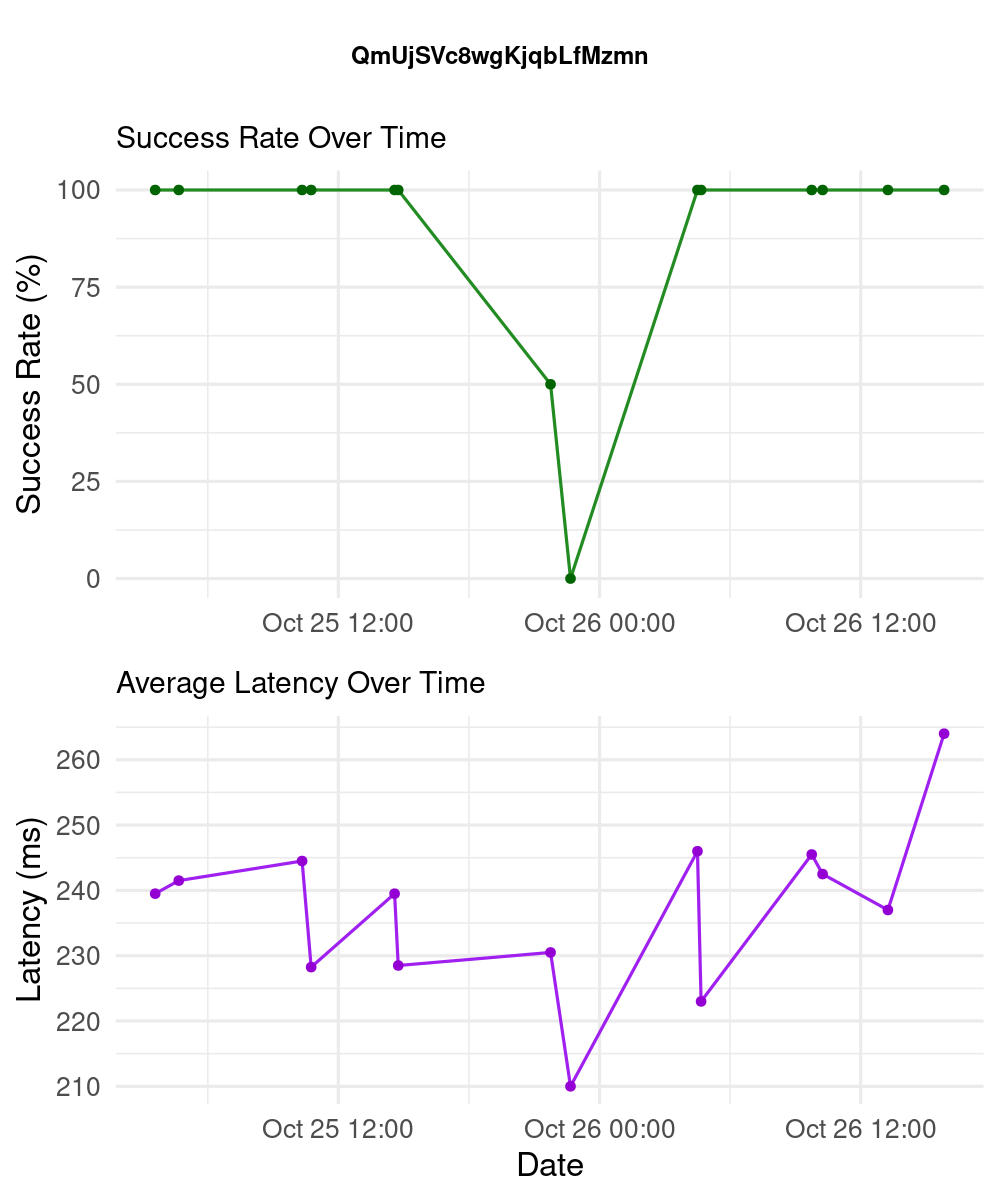 QmUjSVc8wgKjqbLfMzmn
Success Rate Over Time
Success Rate (%)
100
75
50
25
0
Oct 25 12:00 Oct 26 00:00 Oct 26 12:00
Average Latency Over Time
Latency (ms)
260
250
240
230
220
210
Oct 25 12:00 Oct 26 00:00 Oct 26 12:00
Date